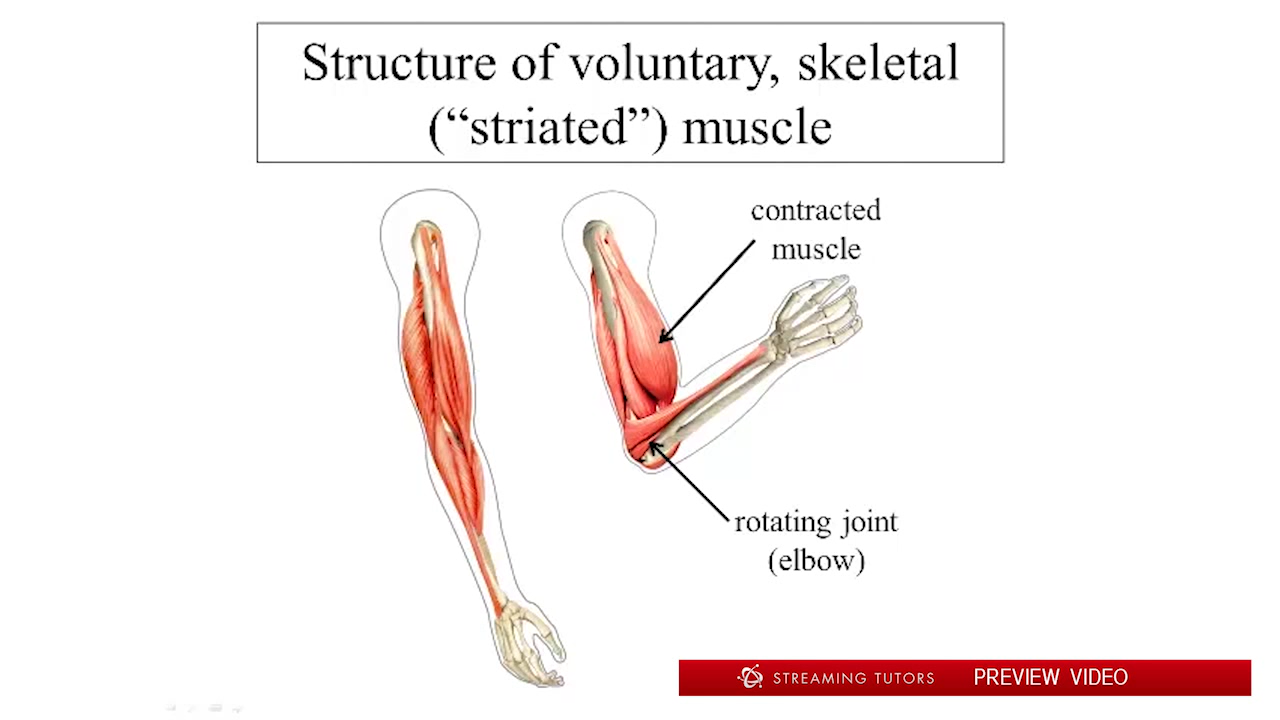 Structure of voluntary, skeletal
(“striated”) muscle
contracted
muscle
rotating joint
(elbow)
STREAMING TUTORS PREVIEW VIDEO